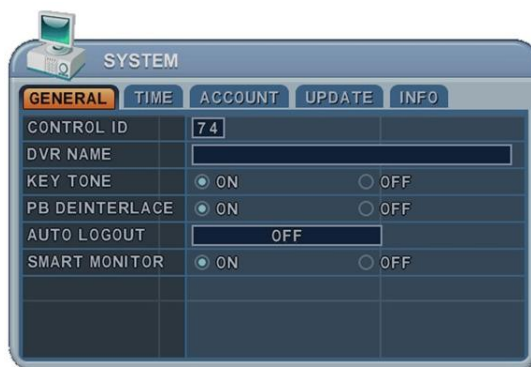 SYSTEM
GENERAL TIME ACCOUNT UPDATE INFO
CONTROL ID 74
DVR NAME
KEY TONE ON OFF
PB DEINTERLACE ON OFF
AUTO LOGOUT OFF
SMART MONITOR ON OFF